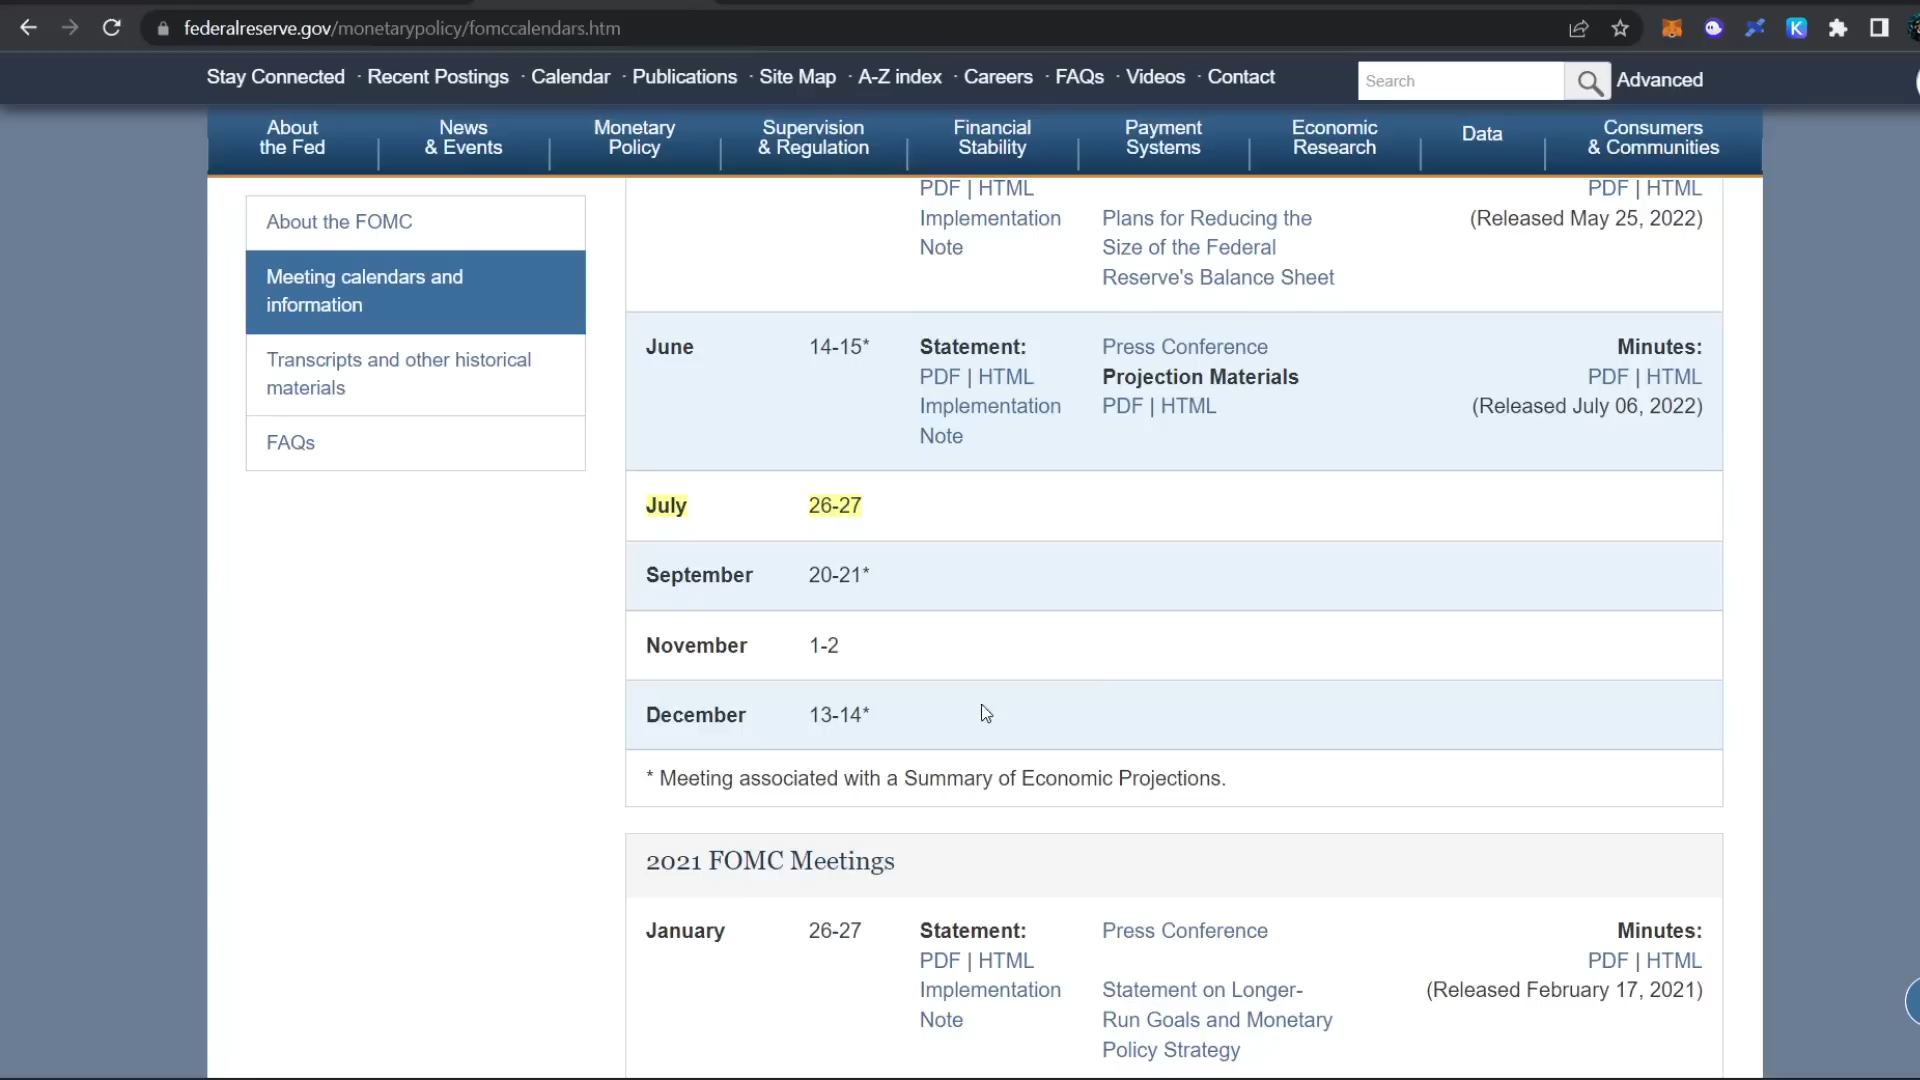 federalreserve.gov/monetarypolicy/fomccalendars.htm
Stay Connected · Recent Postings · Calendar · Publications · Site Map · A-Z index · Careers · FAQs · Videos · Contact
Search
Advanced
About
the Fed
News
& Events
Monetary
Policy
Supervision
& Regulation
Financial
Stability
Payment
Systems
Economic
Research
Data
Consumers
& Communities
About the FOMC
Meeting calendars and
information
Transcripts and other historical
materials
FAQs
PDF | HTML
Implementation
Note
Plans for Reducing the
Size of the Federal
Reserve's Balance Sheet
PDF | HTML
(Released May 25, 2022)
June
14-15*
Statement:
PDF | HTML
Implementation
Note
Press Conference
Projection Materials
PDF | HTML
Minutes:
PDF | HTML
(Released July 06, 2022)
July 26-27
September 20-21*
November 1-2
December 13-14*
* Meeting associated with a Summary of Economic Projections.
2021 FOMC Meetings
January
26-27
Statement:
PDF | HTML
Implementation
Note
Press Conference
Statement on Longer-
Run Goals and Monetary
Policy Strategy
Minutes:
PDF | HTML
(Released February 17, 2021)
K